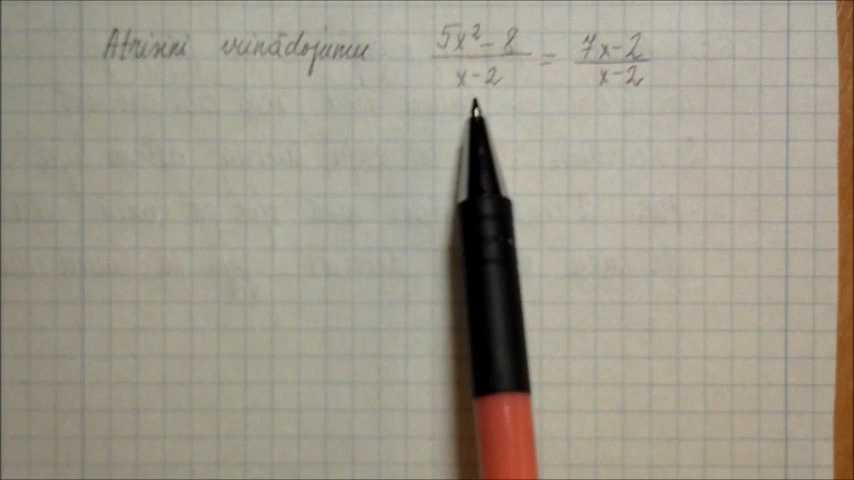 Atrisini vienādojumu (5x²-8)/(x-2) = (7x-2)/(x-2)